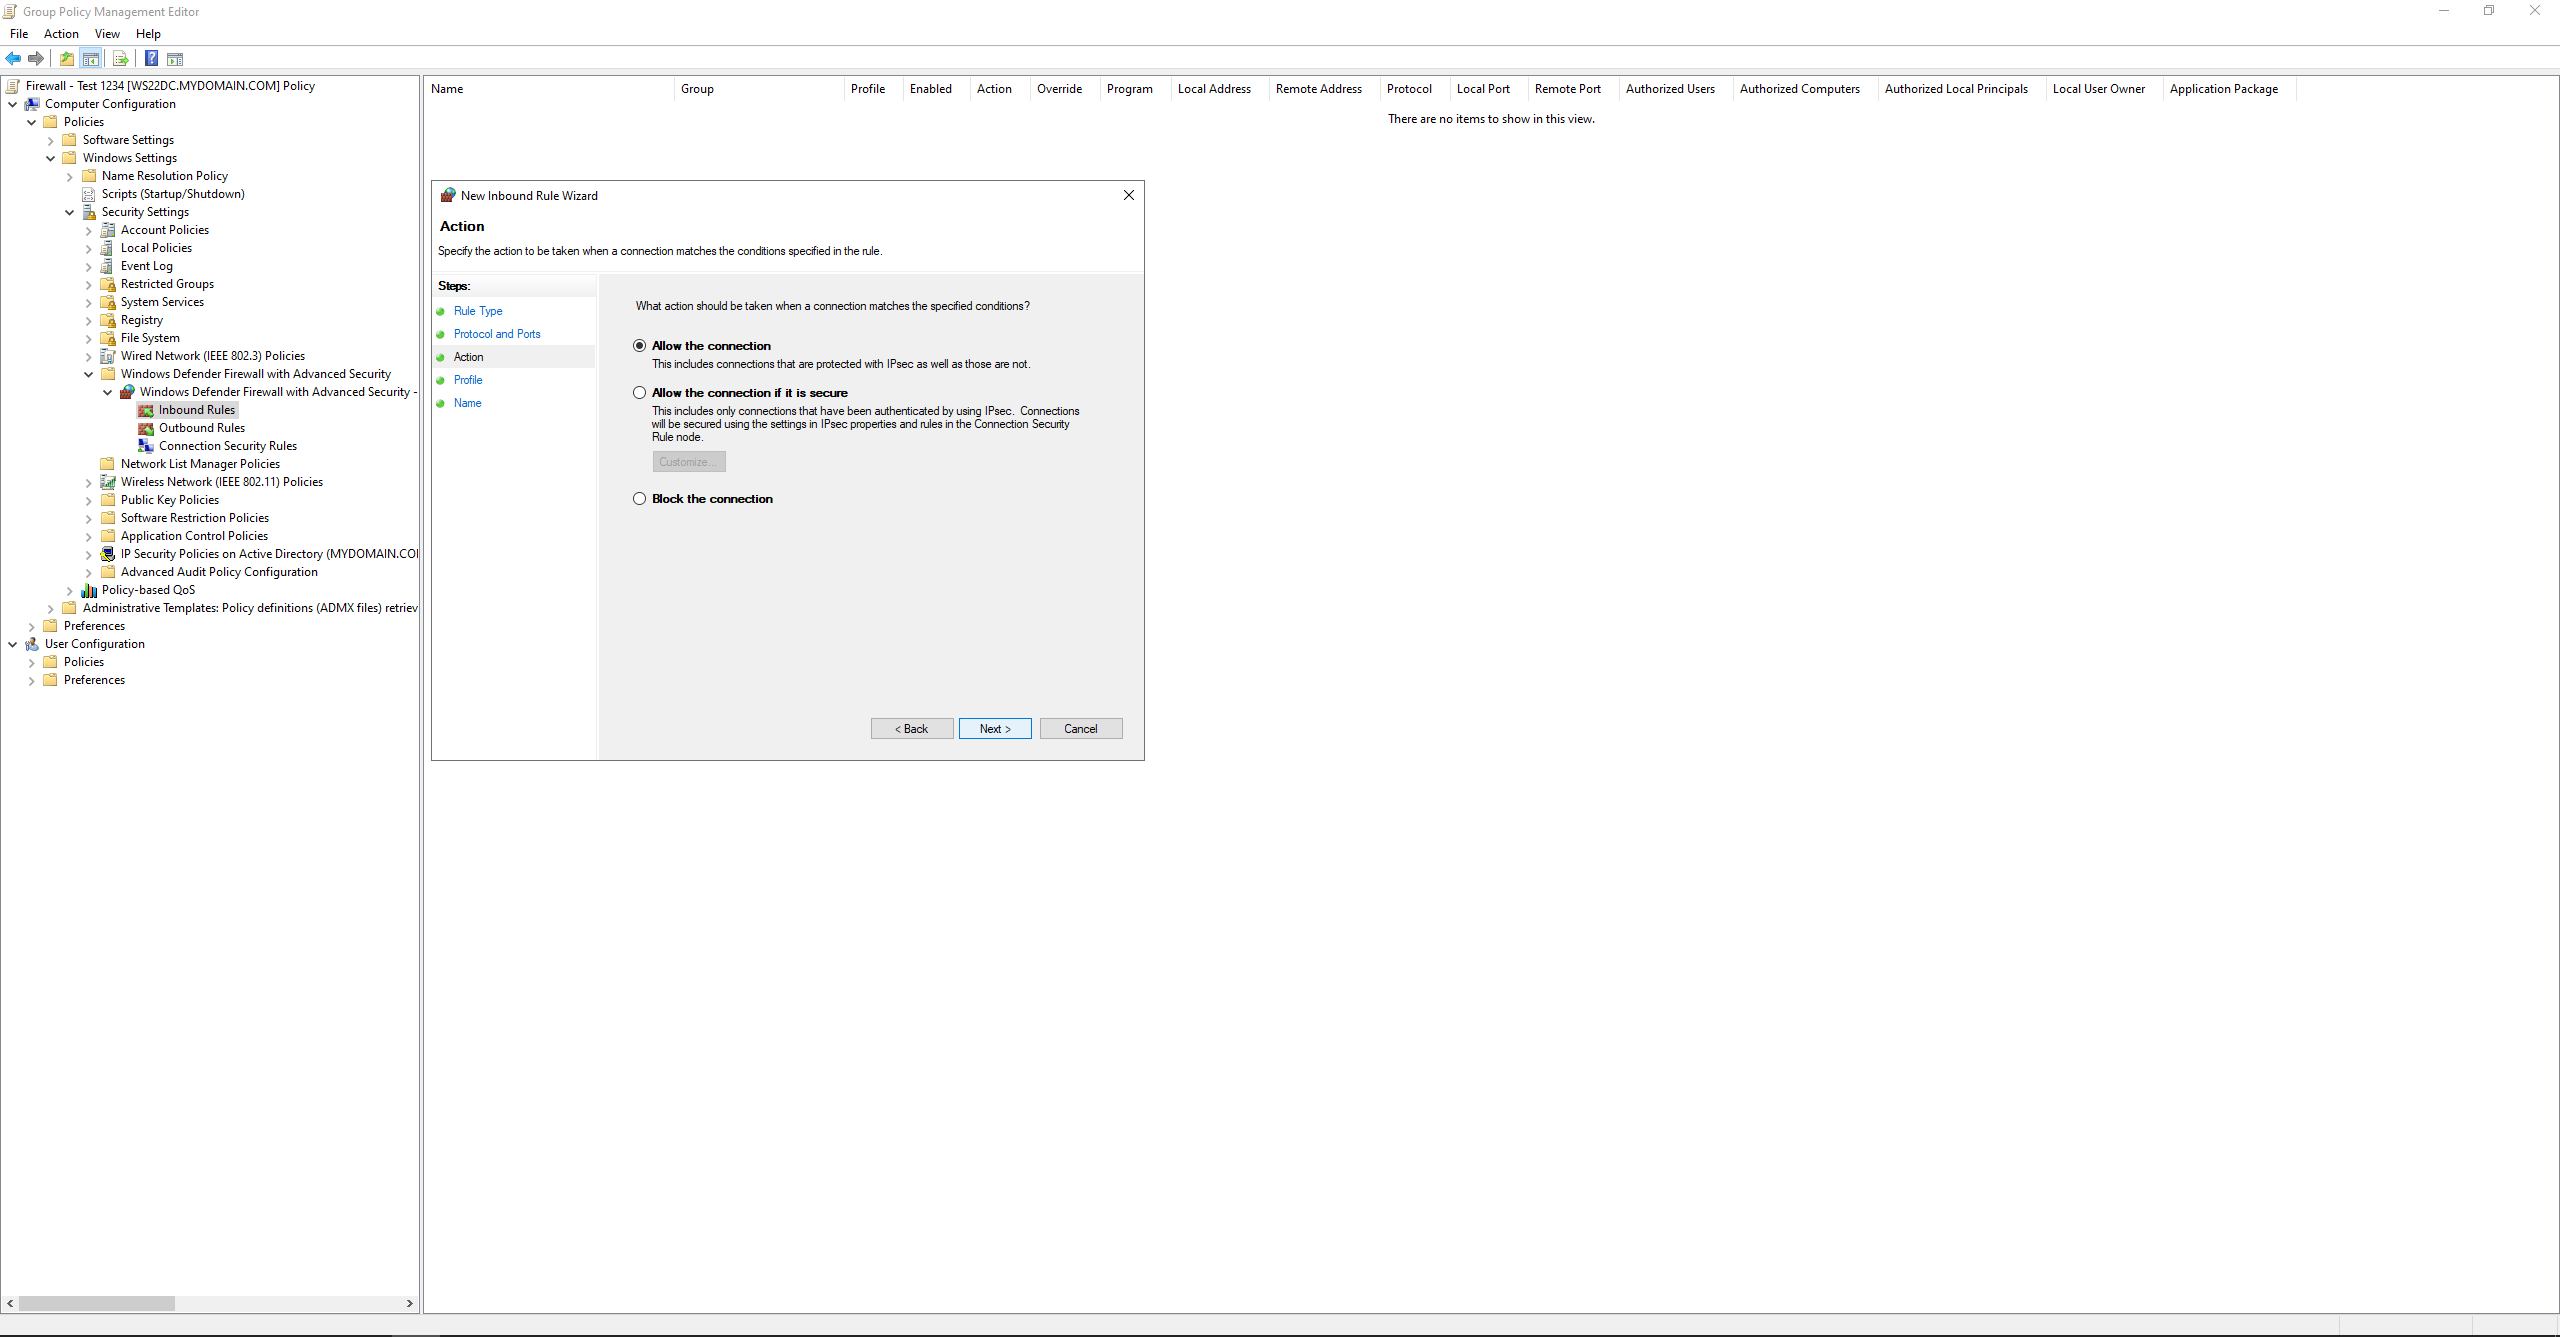 Group Policy Management Editor
File Action View Help
Firewall - Test 1234 [WS22DC.MYDOMAIN.COM] Policy
Computer Configuration
Policies
Software Settings
Windows Settings
Name Resolution Policy
Scripts (Startup/Shutdown)
Security Settings
Account Policies
Local Policies
Event Log
Restricted Groups
System Services
Registry
File System
Wired Network (IEEE 802.3) Policies
Windows Defender Firewall with Advanced Security
Windows Defender Firewall with Advanced Security -
Inbound Rules
Outbound Rules
Connection Security Rules
Network List Manager Policies
Wireless Network (IEEE 802.11) Policies
Public Key Policies
Software Restriction Policies
Application Control Policies
IP Security Policies on Active Directory (MYDOMAIN.COM
Advanced Audit Policy Configuration
Policy-based QoS
Administrative Templates: Policy definitions (ADMX files) retriev
Preferences
User Configuration
Policies
Preferences
Name Group Profile Enabled Action Override Program Local Address Remote Address Protocol Local Port Remote Port Authorized Users Authorized Computers Authorized Local Principals Local User Owner Application Package
There are no items to show in this view.
New Inbound Rule Wizard
Action
Specify the action to be taken when a connection matches the conditions specified in the rule.
Steps:
Rule Type
Protocol and Ports
Action
Profile
Name
What action should be taken when a connection matches the specified conditions?
Allow the connection
This includes connections that are protected with IPsec as well as those are not.
Allow the connection if it is secure
This includes only connections that have been authenticated by using IPsec. Connections
will be secured using the settings in IPsec properties and rules in the Connection Security
Rule node.
Customize...
Block the connection
< Back Next > Cancel